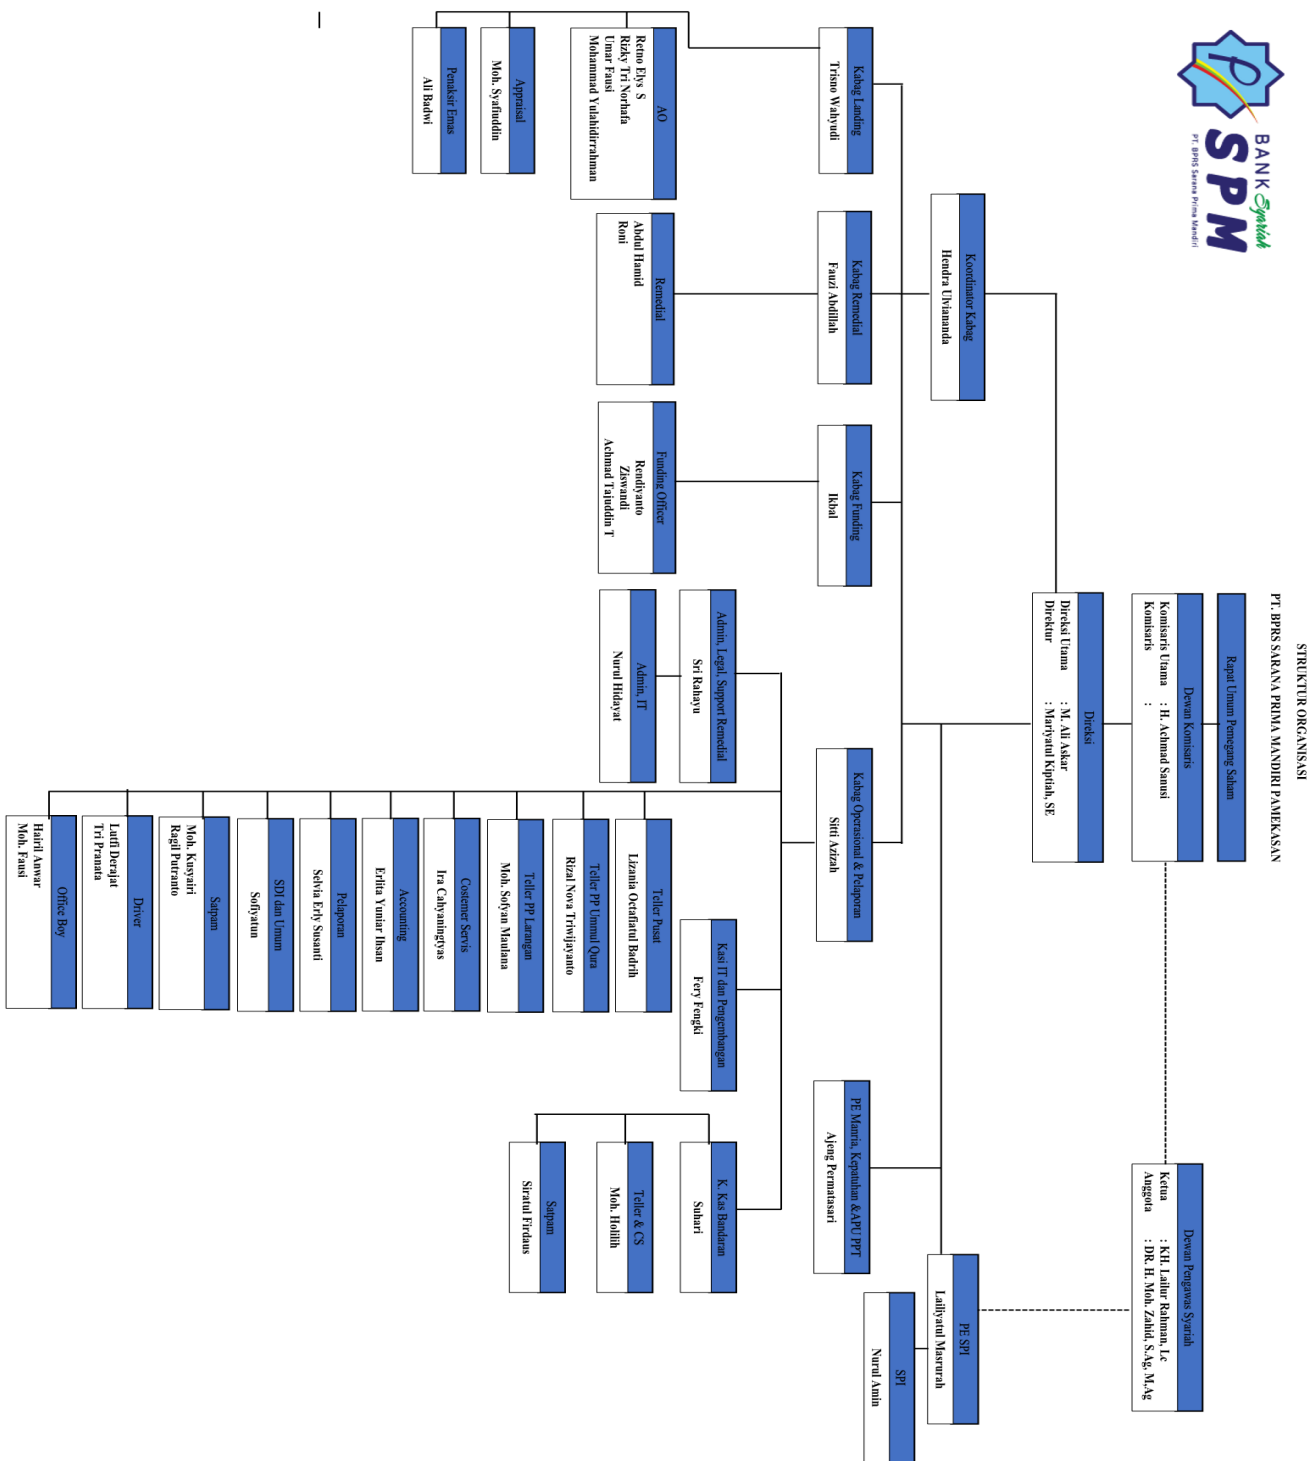 BANK Syariah
SPM
PT. BPRS Sarana Prima Mandiri
STRUKTUR ORGANISASI
PT. BPRS SARANA PRIMA MANDIRI PAMEKASAN
Rapat Umum Pemegang Saham
Dewan Komisaris
Komisaris Utama : H. Achmad Sanusi
Komisaris :
Dewan Pengawas Syariah
Ketua : KH. Lailur Rahman, Lc
Anggota : DR. H. Moh. Zahid, S.Ag, M,Ag
Direksi
Direksi Utama : M. Ali Askar
Direktur : Mariyatul Kiptiah, SE
Koordinator Kabag
Hendra Ulviananda
PE SPI
Lailiyatul Masrurah
SPI
Nurul Amin
Kabag Landing
Trisno Wahyudi
Kabag Remedial
Fauzi Abdillah
Kabag Funding
Ikbal
Kabag Operasional & Pelaporan
Sitti Azizah
PE Manria, Kepatuhan &APU PPT
Ajeng Permatasari
AO
Retno Elys S
Rizky Tri Norhafa
Umar Fausi
Mohammad Yulahidirrahman
Appraisal
Moh. Syafiuddin
Penaksir Emas
Ali Badwi
Remedial
Abdul Hamid
Roni
Funding Officer
Rendiyanto
Ziswandi
Achmad Tajuddin T
Admin, Legal, Support Remedial
Sri Rahayu
Admin, IT
Nurul Hidayat
Kasi IT dan Pengembangan
Fery Fengki
K. Kas Bandaran
Suhari
Teller & CS
Moh. Holilih
Satpam
Siratul Firdaus
Teller Pusat
Lizania Octafiatul Badrih
Teller PP Ummul Qura
Rizal Nova Triwijayanto
Teller PP Larangan
Moh. Sofyan Maulana
Costemer Servis
Ira Cahyaningtyas
Accounting
Erlita Yuniar Ihsan
Pelaporan
Selvia Erly Susanti
SDI dan Umum
Sofiyatun
Satpam
Moh. Kusyairi
Ragil Putranto
Driver
Lutfi Derajat
Tri Pranata
Office Boy
Hairil Anwar
Moh. Fausi